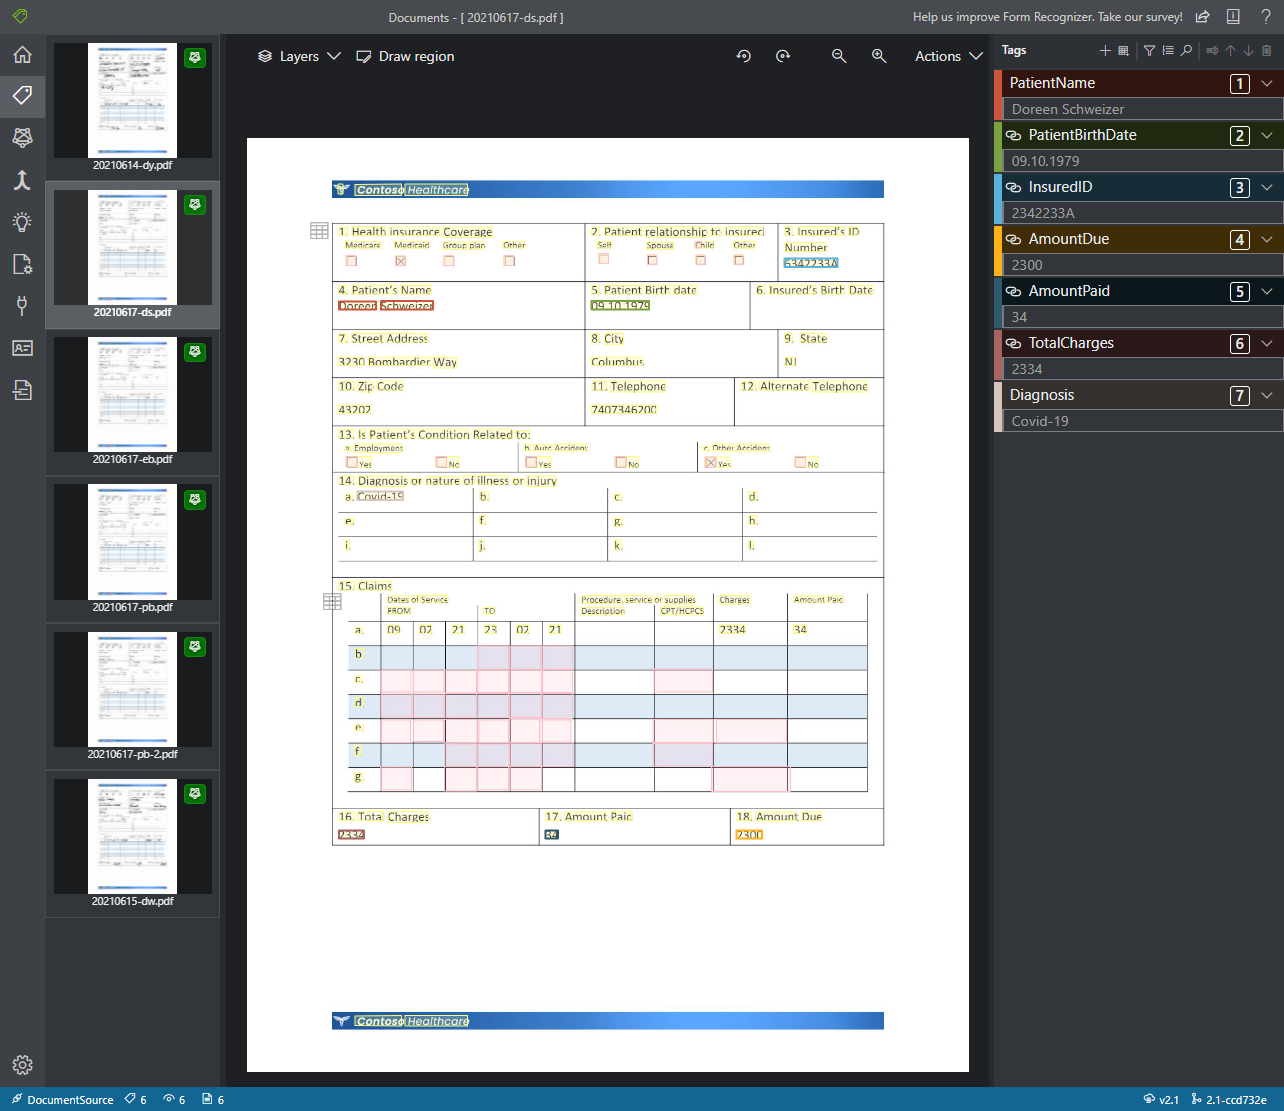 Documents - [ 20210617-ds.pdf ]
Help us improve Form Recognizer. Take our survey!
20210614-dy.pdf
20210617-ds.pdf
20210617-eb.pdf
20210617-pb.pdf
20210617-pb-2.pdf
20210615-dw.pdf
Layers
Draw region
Actions
Contoso Healthcare
1. Health insurance Coverage
Medicare Medicaid Group plan Other
2. Patient relationship to insured
Self Spouse Child Other
3. Insured's ID
Number
6342233A
4. Patient's Name
Doreen Schweizer
5. Patient Birth date
09.10.1979
6. Insured's Birth Date
7. Street Address
3230 Bombardier Way
8. City
Columbus
9. State
10. Zip Code
43202
11. Telephone
7407346200
12. Alternate Telephone
13. Is Patient's Condition Related to:
a. Employment
Yes No
b. Auto Accident
Yes No
c. Other Accident
Yes No
14. Diagnosis or nature of illness or injury
a. Covid-19 b. c. d.
e. f. g. h.
i. j. k. l.
15. Claims
Dates of Service
FROM TO
Procedure, service or supplies
Description CPT/HCPCS
Charges
Amount Paid
a. 09 02 21 23 02 21 2334 34
b
c.
d.
e.
f.
g
16. Total Charges
2334
17. Amount Paid
34
18. Amount Due
2300
Contoso Healthcare
Tags
PatientName 1
Doreen Schweizer
PatientBirthDate 2
09.10.1979
InsuredID 3
2342233A
AmountDue 4
2300
AmountPaid 5
34
TotalCharges 6
2334
Diagnosis 7
Covid-19
DocumentSource 6 6 6
v2.1 2.1-ccd732e